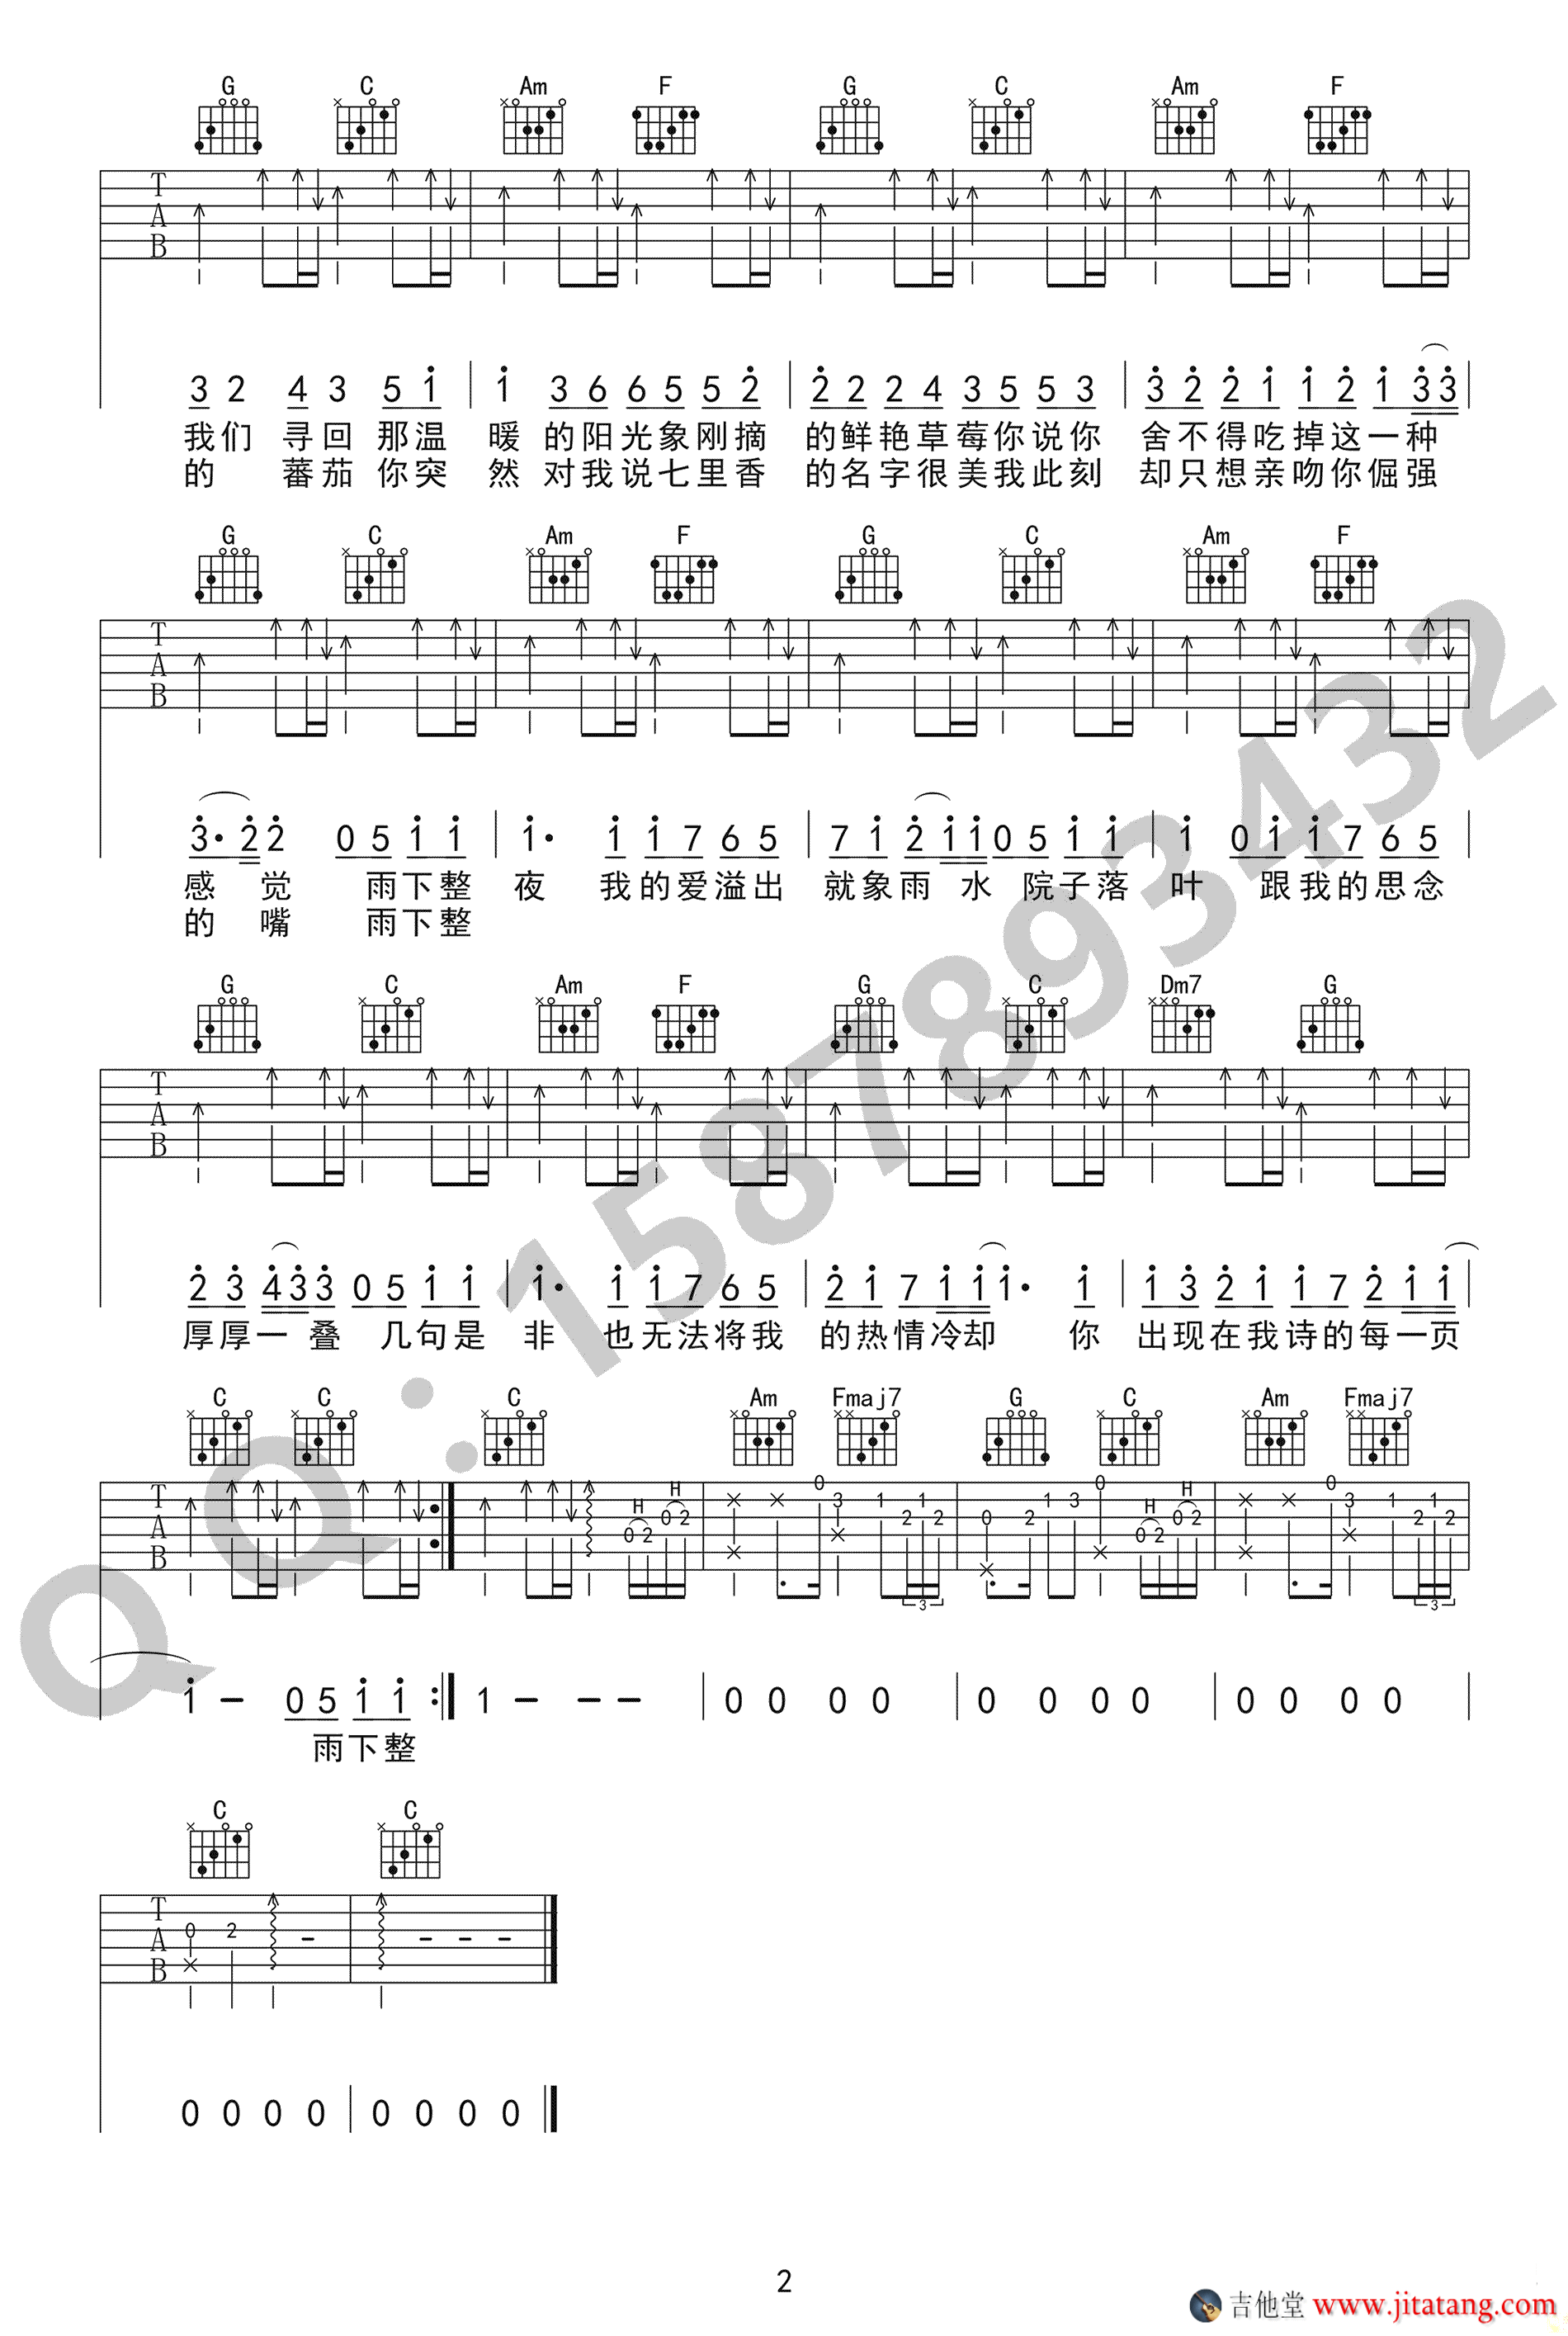 G C Am F G C Am F
T
A
B
3 2 4 3 5 1 1 3 6 6 5 5 2 2 2 2 4 3 5 5 3 3 2 2 1 1 2 1 3 3
我们 寻回 那温 暖 的阳光象刚摘 的鲜艳草莓你说你 舍不得吃掉这一种
的 蕃茄 你突 然 对我说七里香 的名字很美我此刻 却只想亲吻你倔强
G C Am F G C Am F
T
A
B
3· 2 2 0 5 1 1 1· 1 1 7 6 5 7 1 2 1 1 0 5 1 1 1 0 1 1 7 6 5
感 觉 雨下整 夜 我的爱溢出 就象雨 水 院子落 叶 跟我的思念
的 嘴 雨下整
G C Am F G C Dm7 G
T
A
B
2 3 4 3 3 0 5 1 1 1· 1 1 7 6 5 2 1 7 1 1 1· 1 1 3 2 1 1 7 2 1 1
厚厚一 叠 几句是 非 也无法将我 的热情冷却 你 出现在我诗的每一页
C C C Am Fmaj7 G C Am Fmaj7
T
A
B
H H H H
0 2 0 2 0 3 1 2 1 2 0 2 1 3 0 0 2 0 2 0 3 1 2 1 2
3 3
1 – 0 5 1 1 1 – – – 0 0 0 0 0 0 0 0 0 0 0 0
雨下整
C C
T
A
B
0 2 – – – –
0 0 0 0 0 0 0 0
2
QQ:1587893432
吉他堂 www.jitatang.com